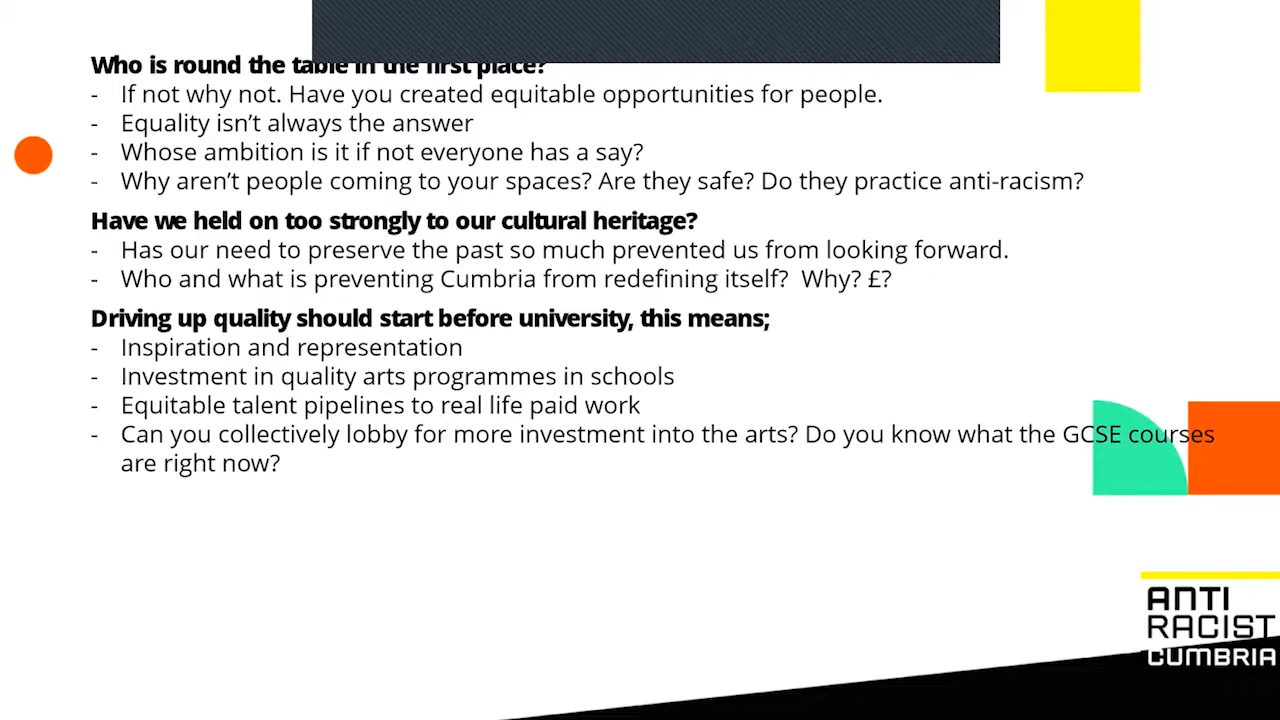 Who is round the table in the first place?
- If not why not. Have you created equitable opportunities for people.
- Equality isn’t always the answer
- Whose ambition is it if not everyone has a say?
- Why aren’t people coming to your spaces? Are they safe? Do they practice anti-racism?
Have we held on too strongly to our cultural heritage?
- Has our need to preserve the past so much prevented us from looking forward.
- Who and what is preventing Cumbria from redefining itself?  Why? £?
Driving up quality should start before university, this means;
- Inspiration and representation
- Investment in quality arts programmes in schools
- Equitable talent pipelines to real life paid work
- Can you collectively lobby for more investment into the arts? Do you know what the GCSE courses
are right now?
ANTI
RACIST
CUMBRIA